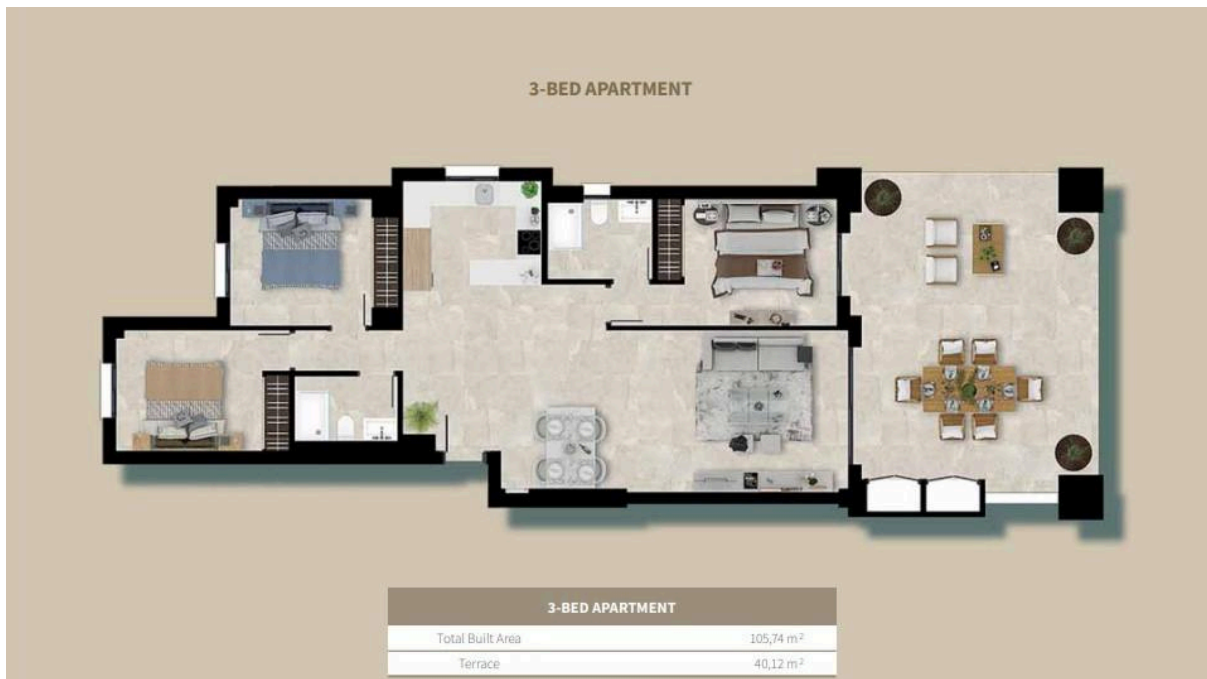 3-BED APARTMENT
3-BED APARTMENT
Total Built Area 105,74 m²
Terrace 40,12 m²